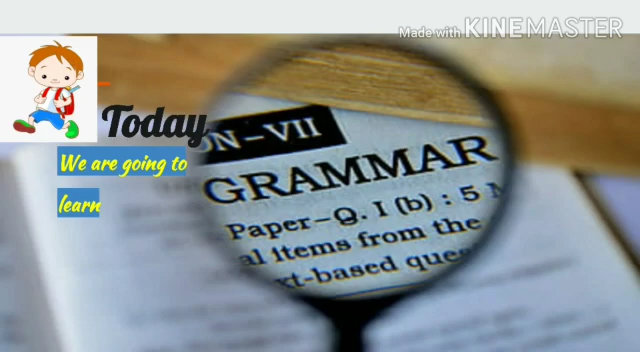 Made with KINEMASTER
Today
We are going to
learn
ON-VII
GRAMMAR
Paper-Q. I (b) : 5
al items from the
xt-based que